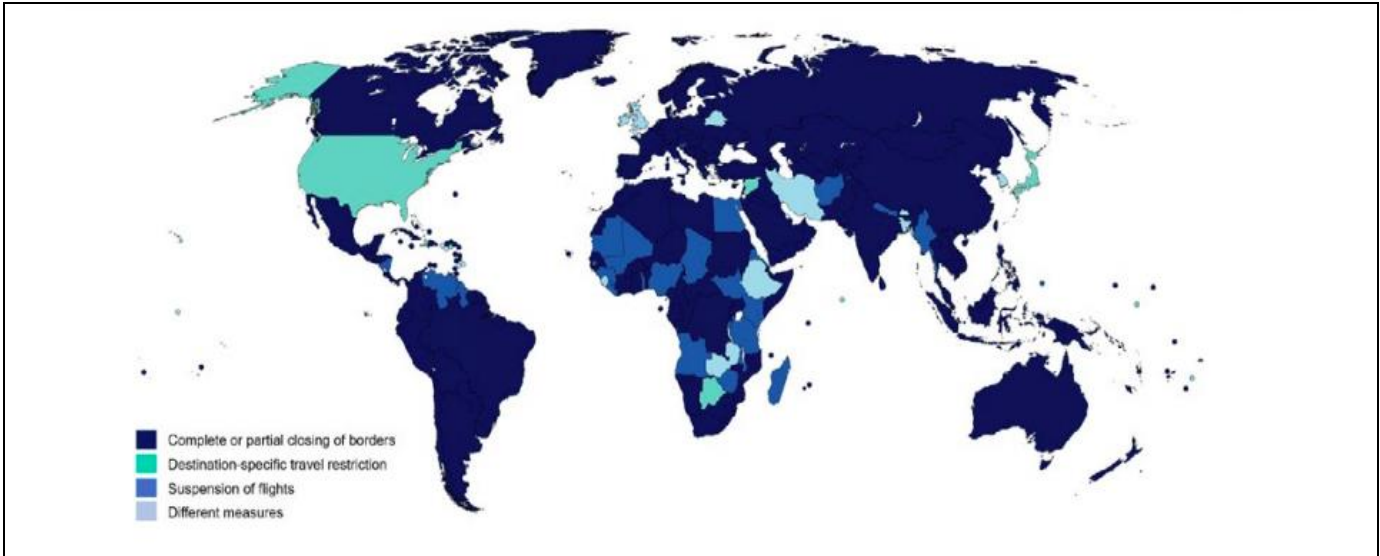 Complete or partial closing of borders
Destination-specific travel restriction
Suspension of flights
Different measures